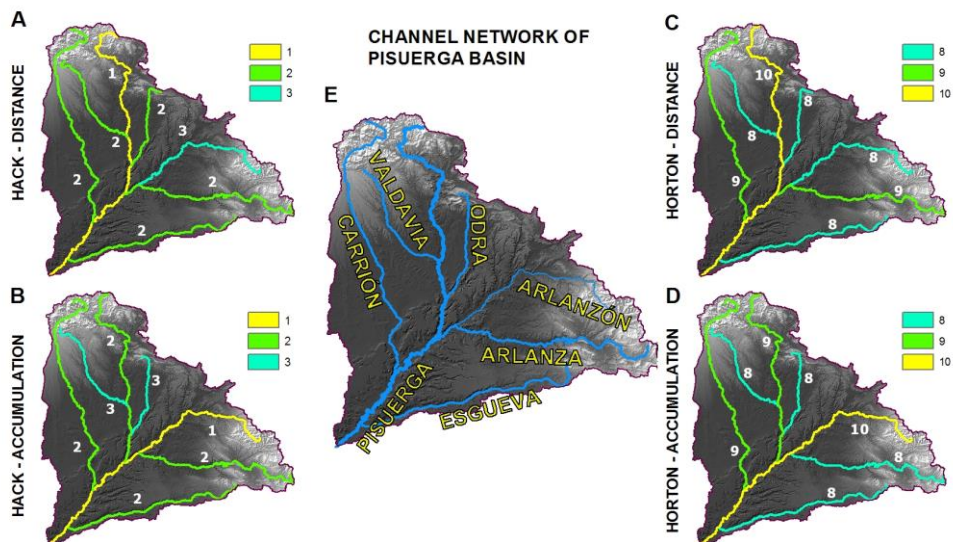 A
HACK - DISTANCE
1
2
3
1
2
2
3
2
2
2
CHANNEL NETWORK OF
PISUERGA BASIN
C
HORTON - DISTANCE
8
9
10
10
8
8
8
9
9
8
E
VALDAVIA
CARRION
ODRA
ARLANZÓN
ARLANZA
PISUERGA
ESGUEVA
B
HACK - ACCUMULATION
1
2
3
2
3
3
1
2
2
2
D
HORTON - ACCUMULATION
8
9
10
9
8
8
10
9
8
8